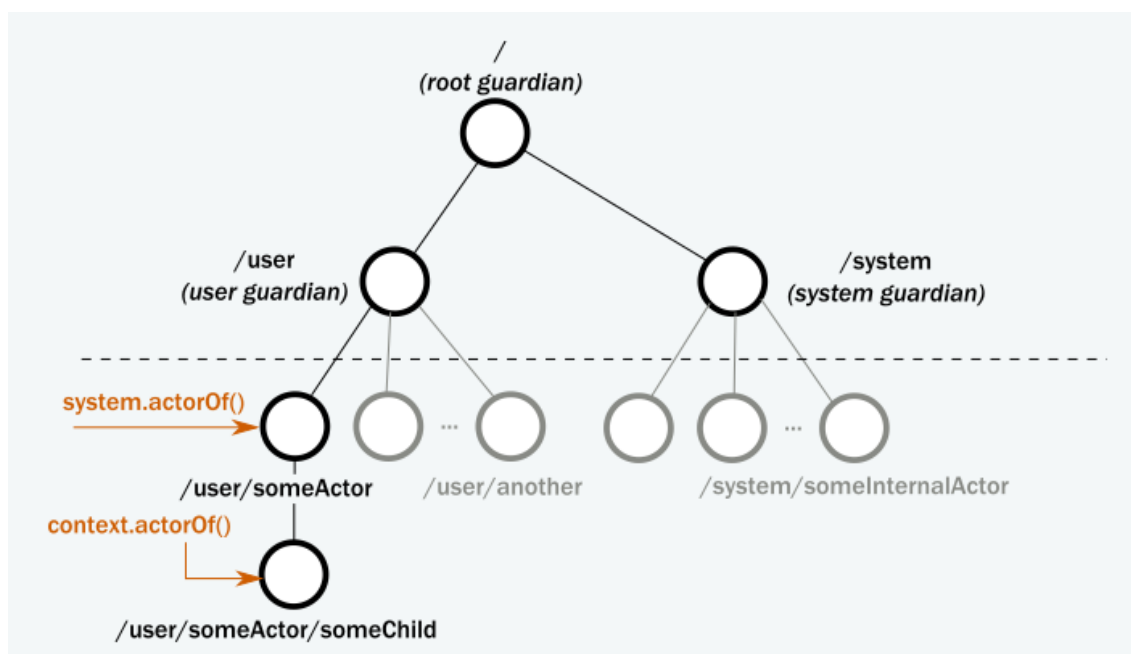 /
(root guardian)
/user
(user guardian)
/system
(system guardian)
system.actorOf()
...
...
/user/someActor
/user/another
/system/someInternalActor
context.actorOf()
/user/someActor/someChild